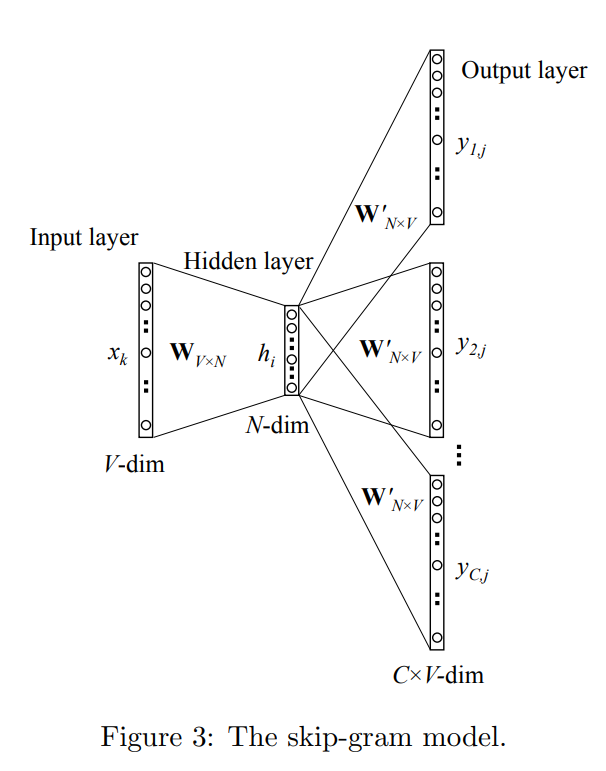 Output layer
y1,j
W′N×V
Input layer
Hidden layer
xk
WV×N
hi
W′N×V
y2,j
N-dim
V-dim
W′N×V
yC,j
C×V-dim
Figure 3: The skip-gram model.